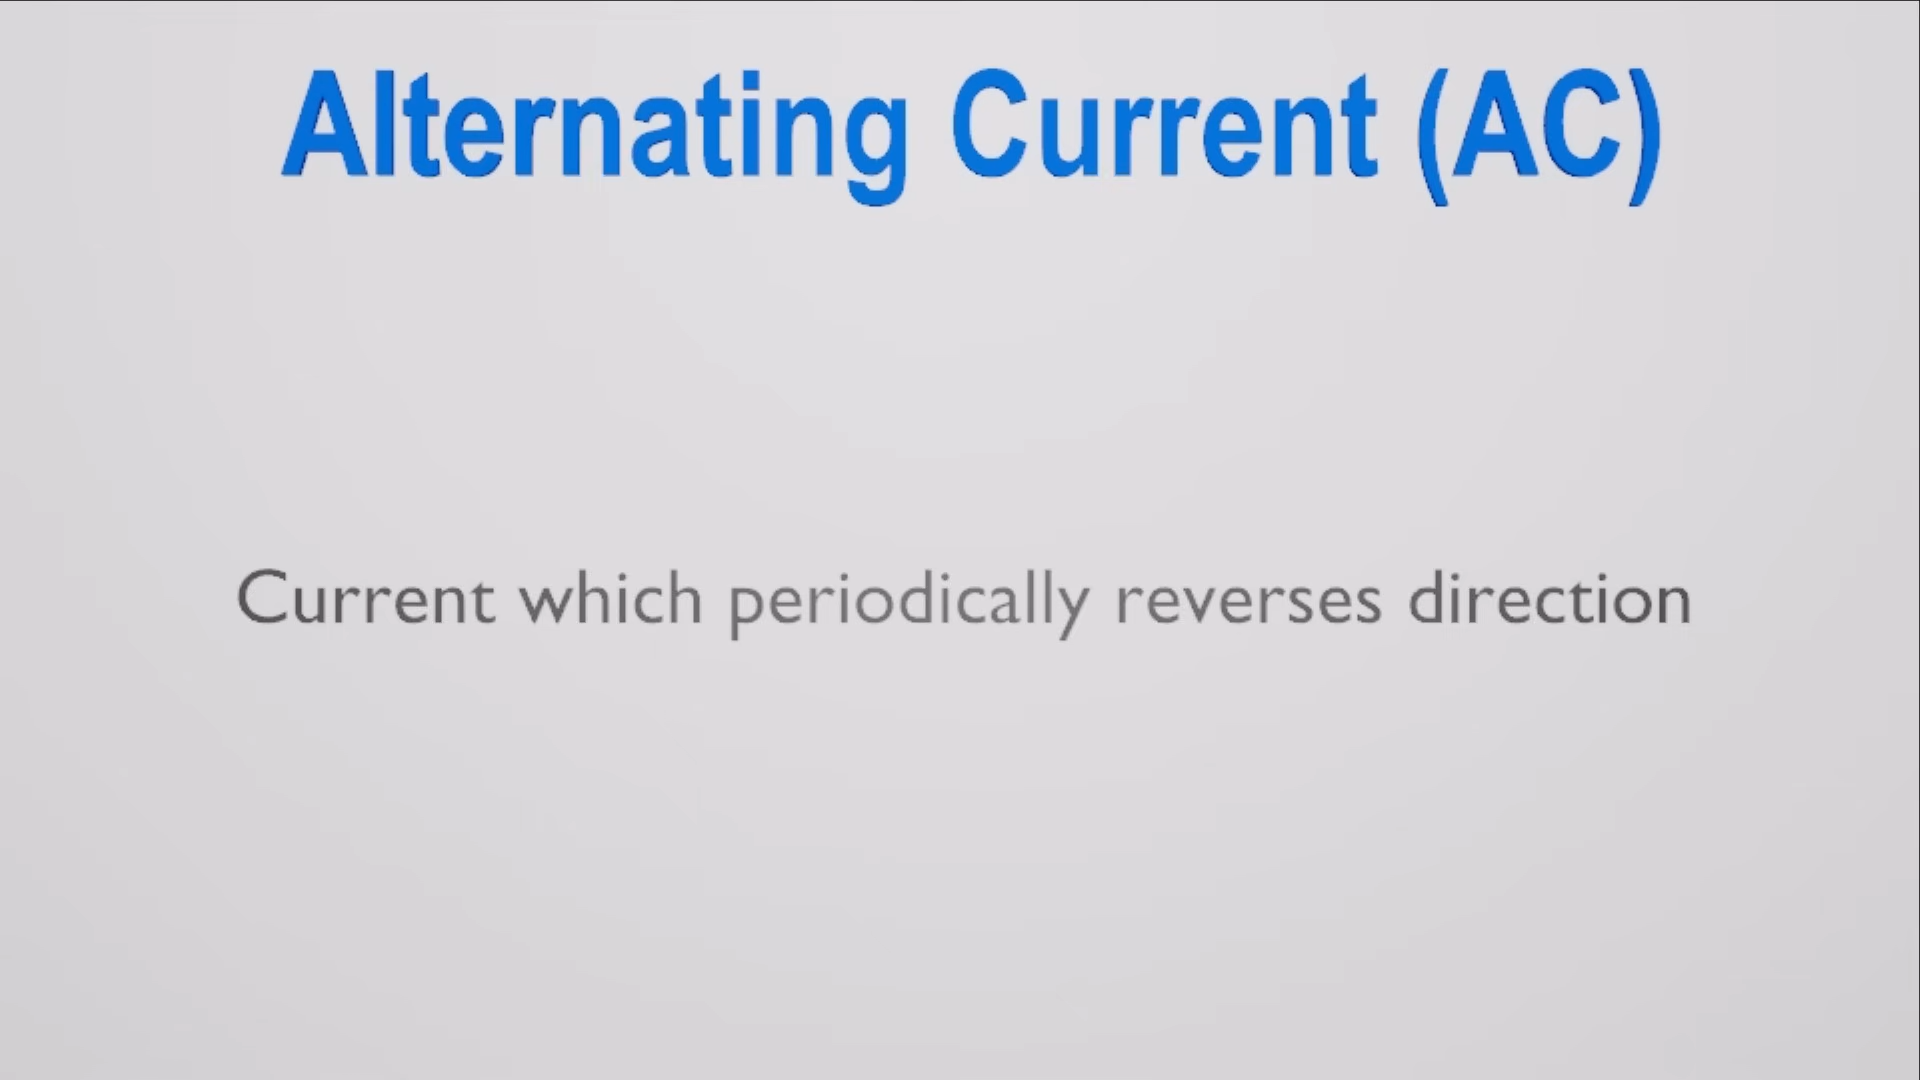 Alternating Current (AC)
Current which periodically reverses direction